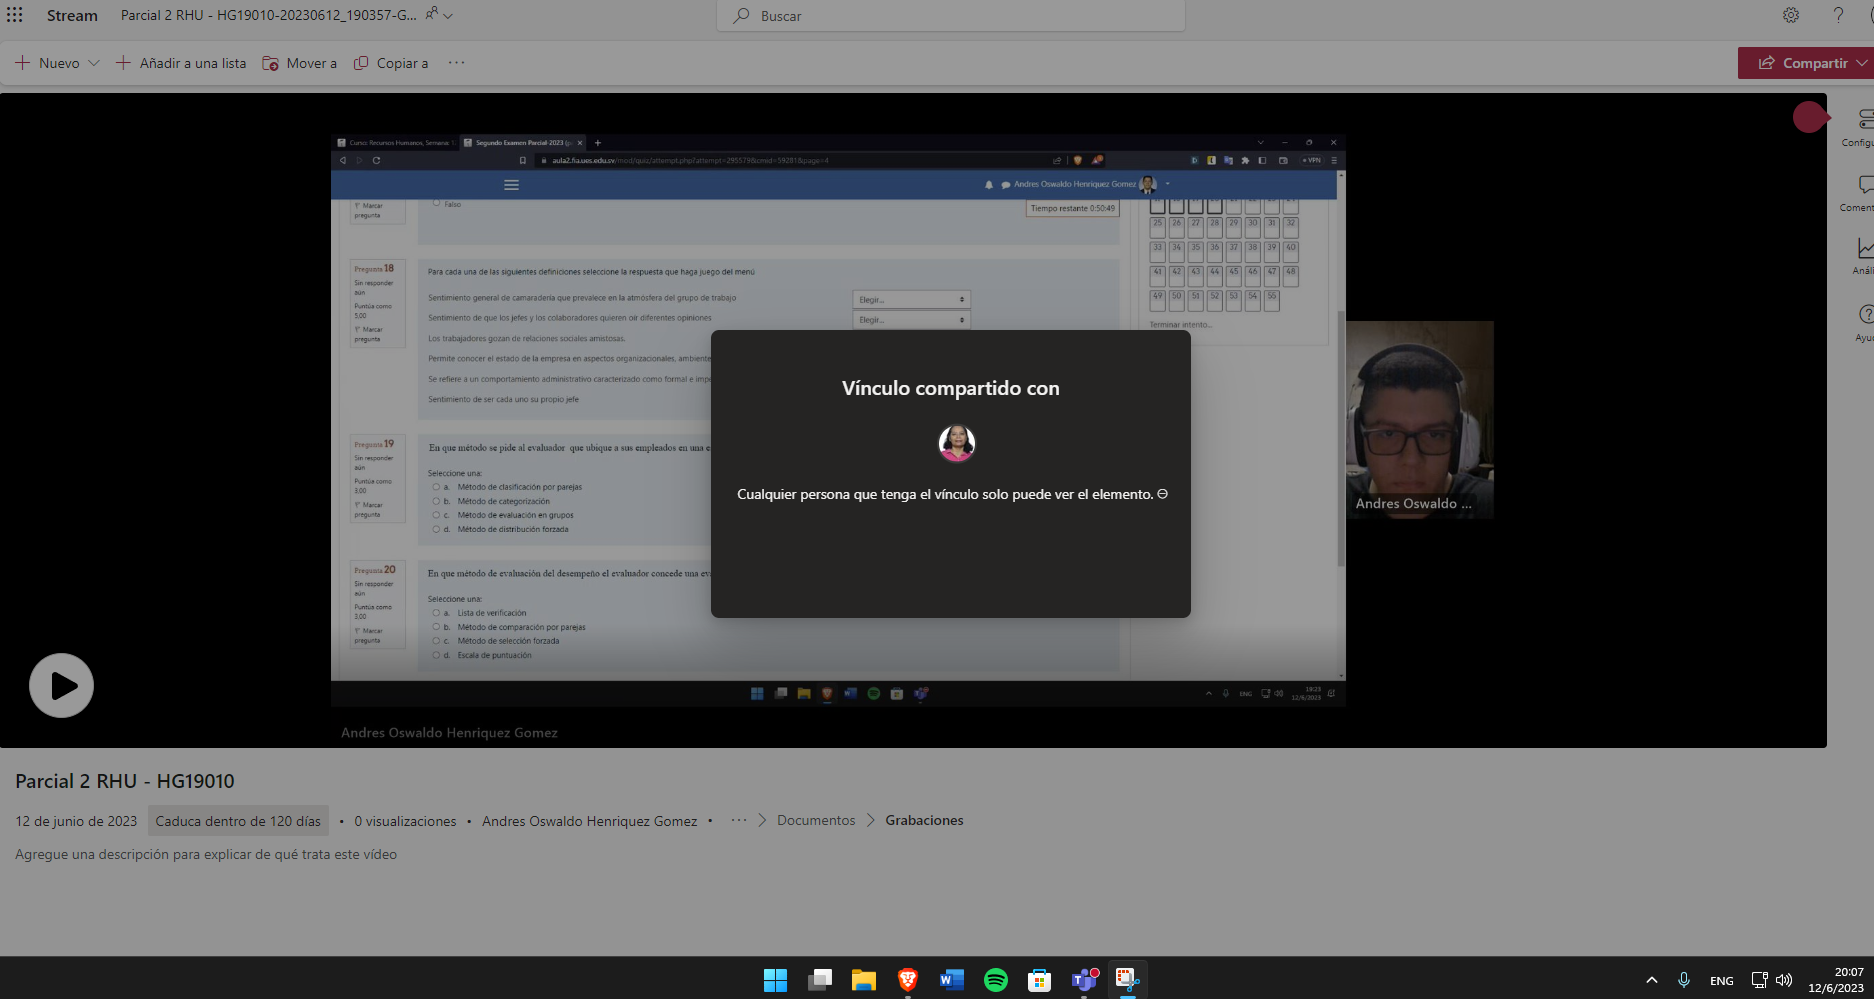 Stream
Parcial 2 RHU - HG19010-20230612_190357-G...
Buscar
Nuevo
Añadir a una lista
Mover a
Copiar a
Compartir
Segundo Examen Parcial-2023
aula2.fia.ues.edu.sv/mod/quiz/attempt.php?attempt=295579&cmid=59281&page=4
VPN
Andres Oswaldo Henriquez Gomez
Marcar
pregunta
Falso
Tiempo restante 0:50:49
25 26 27 28 29 30 31 32
33 34 35 36 37 38 39 40
41 42 43 44 45 46 47 48
49 50 51 52 53 54 55
Terminar intento...
Pregunta 18
Sin responder
aún
Puntúa como
5,00
Marcar
pregunta
Para cada una de las siguientes definiciones seleccione la respuesta que haga juego del menú
Sentimiento general de camaradería que prevalece en la atmósfera del grupo de trabajo
Elegir...
Sentimiento de que los jefes y los colaboradores quieren oír diferentes opiniones
Elegir...
Los trabajadores gozan de relaciones sociales amistosas.
Permite conocer el estado de la empresa en aspectos organizacionales, ambiente
Se refiere a un comportamiento administrativo caracterizado como formal e
Sentimiento de ser cada uno su propio jefe
Pregunta 19
Sin responder
aún
Puntúa como
3,00
Marcar
pregunta
En que método se pide al evaluador que ubique a sus empleados en una
Seleccione una:
a. Método de clasificación por parejas
b. Método de categorización
c. Método de evaluación en grupos
d. Método de distribución forzada
Pregunta 20
Sin responder
aún
Puntúa como
3,00
Marcar
pregunta
En que método de evaluación del desempeño el evaluador concede una
Seleccione una:
a. Lista de verificación
b. Método de comparación por parejas
c. Método de selección forzada
d. Escala de puntuación
Vínculo compartido con
Cualquier persona que tenga el vínculo solo puede ver el elemento.
Andres Oswaldo ...
ENG
19:23
12/6/2023
Andres Oswaldo Henriquez Gomez
Configu
Coment
Análi
Ayu
Parcial 2 RHU - HG19010
12 de junio de 2023 Caduca dentro de 120 días • 0 visualizaciones • Andres Oswaldo Henriquez Gomez • ... > Documentos > Grabaciones
Agregue una descripción para explicar de qué trata este vídeo
ENG
20:07
12/6/2023